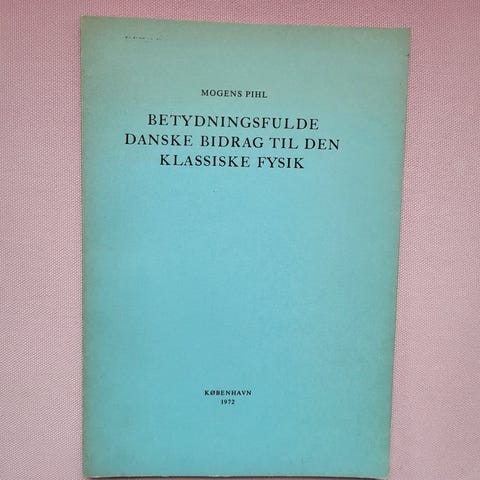 MOGENS PIHL
BETYDNINGSFULDE
DANSKE BIDRAG TIL DEN
KLASSISKE FYSIK
KØBENHAVN
1972